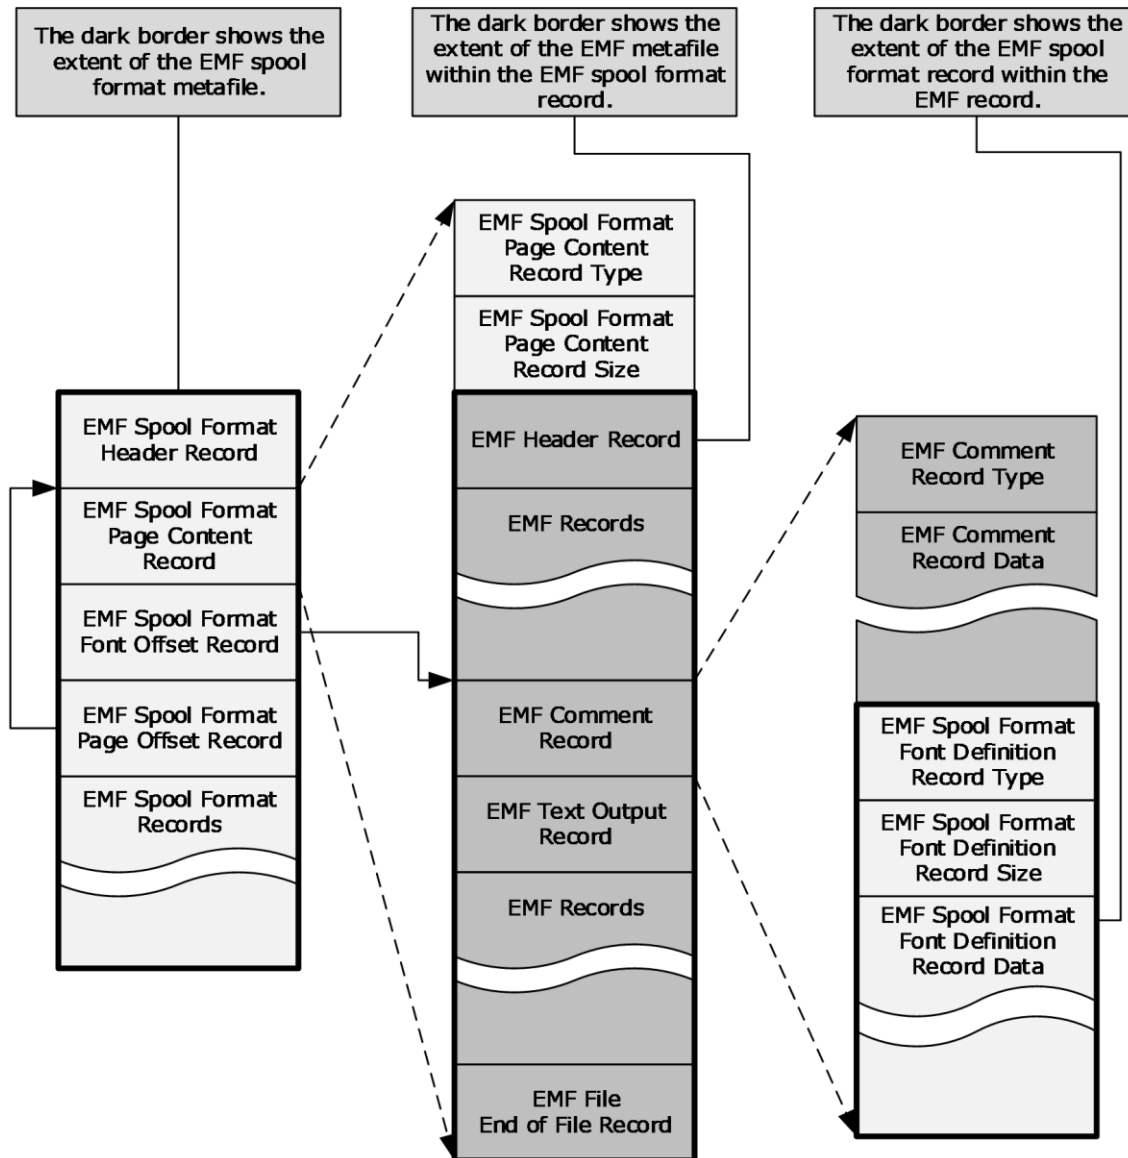 The dark border shows the
extent of the EMF spool
format metafile.
The dark border shows the
extent of the EMF metafile
within the EMF spool format
record.
The dark border shows the
extent of the EMF spool
format record within the
EMF record.
EMF Spool Format
Header Record
EMF Spool Format
Page Content
Record
EMF Spool Format
Font Offset Record
EMF Spool Format
Page Offset Record
EMF Spool Format
Records
EMF Spool Format
Page Content
Record Type
EMF Spool Format
Page Content
Record Size
EMF Header Record
EMF Records
EMF Comment
Record
EMF Text Output
Record
EMF Records
EMF File
End of File Record
EMF Comment
Record Type
EMF Comment
Record Data
EMF Spool Format
Font Definition
Record Type
EMF Spool Format
Font Definition
Record Size
EMF Spool Format
Font Definition
Record Data